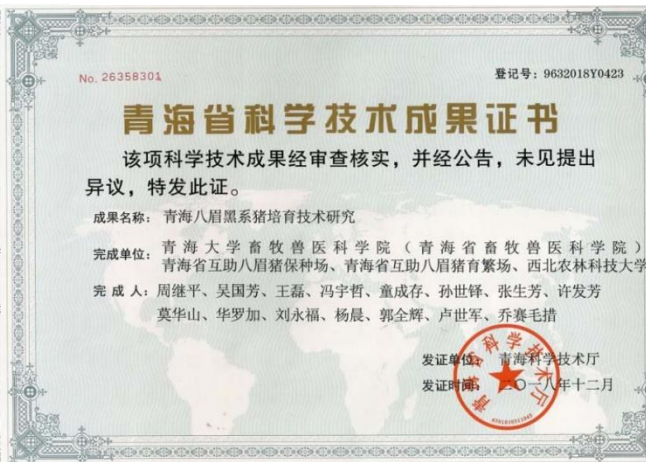 No. 26358301
登记号：9632018Y0423
青海省科学技术成果证书
该项科学技术成果经审查核实，并经公告，未见提出
异议，特发此证。
成果名称：青海八眉黑系猪培育技术研究
完成单位：青海大学畜牧兽医科学院（青海省畜牧兽医科学院）
青海省互助八眉猪保种场、青海省互助八眉猪育繁场、西北农林科技大学
完成人：周继平、吴国芳、王磊、冯宇哲、童成存、孙世铎、张生芳、许发芳
莫华山、华罗加、刘永福、杨晨、郭全辉、卢世军、乔赛毛措
发证单位：青海科学技术厅
发证时间：二〇一八年十二月
青海省科学技术厅